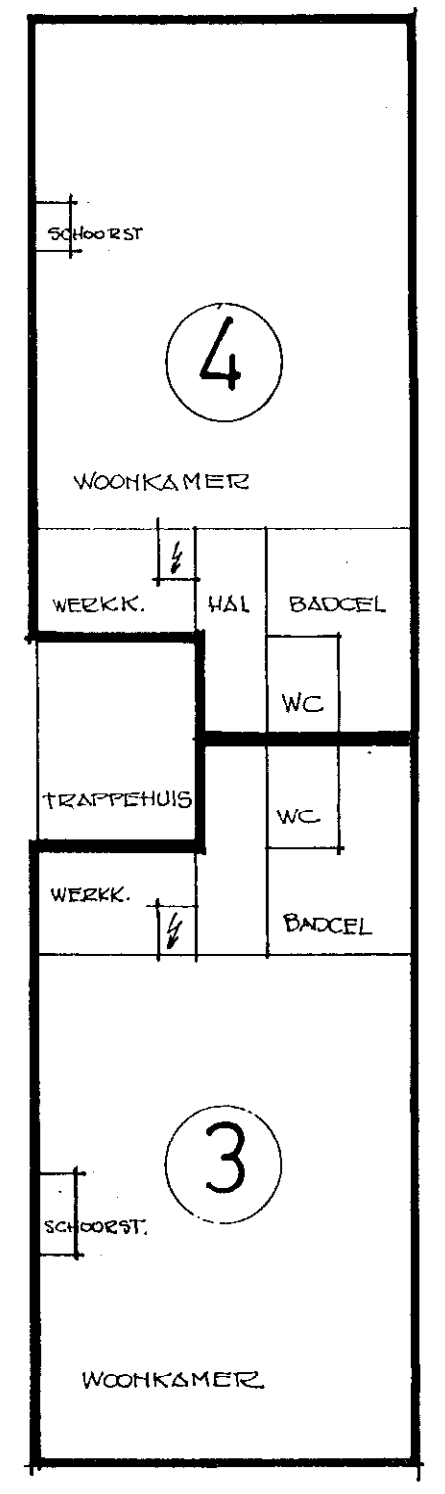 SCHOORST
4
WOONKAMER
WERKK. HAL BADCEL
WC
TRAPPEHUIS
WC
WERKK.
BADCEL
3
SCHOORST.
WOONKAMER